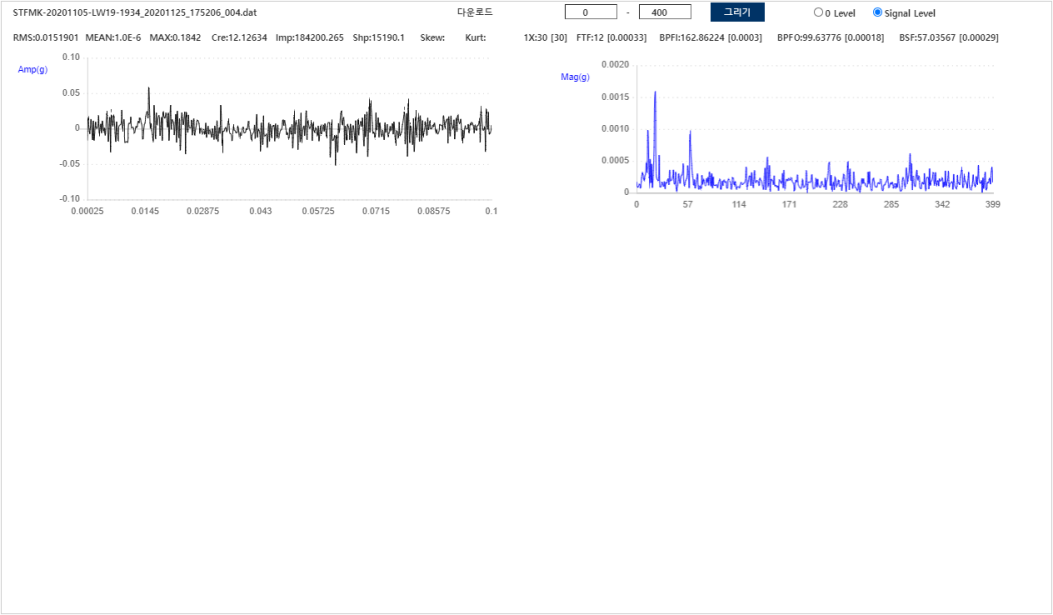 STFMK-20201105-LW19-1934_20201125_175206_004.dat 다운로드 0 - 400 그리기 0 Level Signal Level
RMS:0.0151901 MEAN:1.0E-6 MAX:0.1842 Cre:12.12634 Imp:184200.265 Shp:15190.1 Skew: Kurt: 1X:30 [30] FTF:12 [0.00033] BPFI:162.86224 [0.0003] BPFO:99.63776 [0.00018] BSF:57.03567 [0.00029]
Amp(g)
0.10
0.05
0
-0.05
-0.10
0.00025 0.0145 0.02875 0.043 0.05725 0.0715 0.08575 0.1
Mag(g)
0.0020
0.0015
0.0010
0.0005
0
0 57 114 171 228 285 342 399